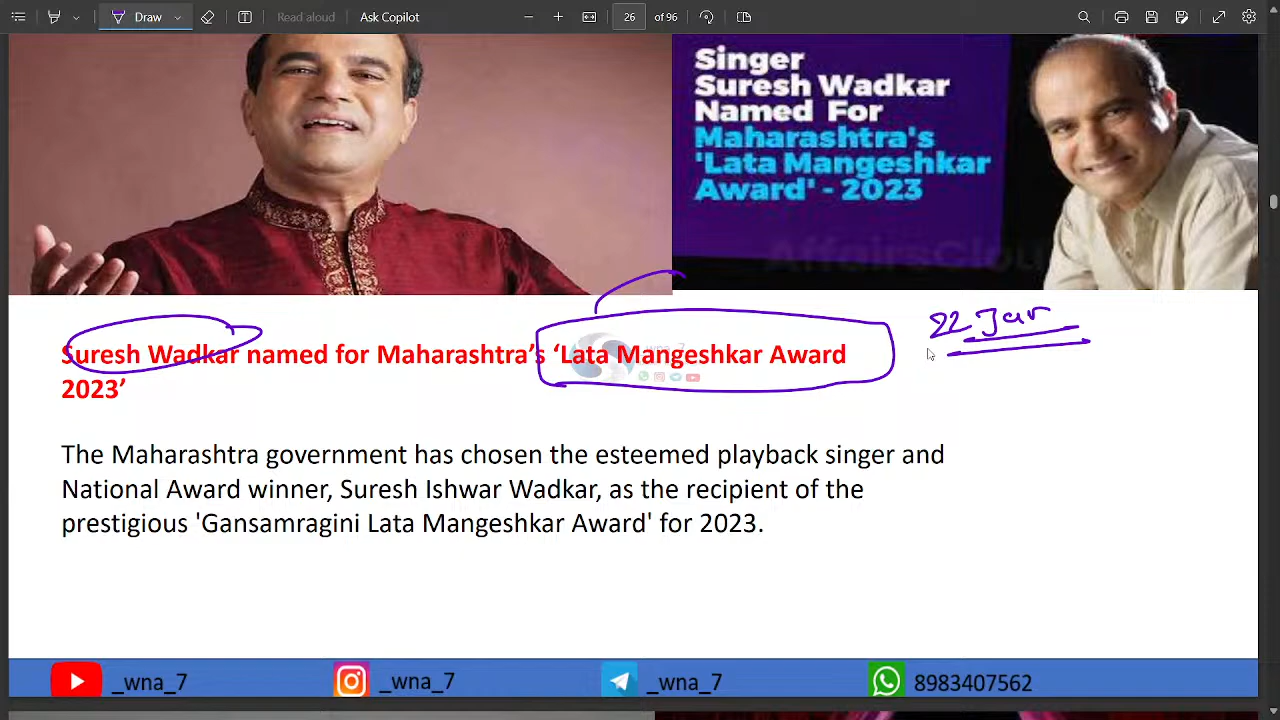 Draw
Read aloud
Ask Copilot
26
of 96
Singer
Suresh Wadkar
Named For
Maharashtra's
'Lata Mangeshkar
Award' - 2023
AffairsCloud
22 Jan
Suresh Wadkar named for Maharashtra’s ‘Lata Mangeshkar Award
2023’
The Maharashtra government has chosen the esteemed playback singer and
National Award winner, Suresh Ishwar Wadkar, as the recipient of the
prestigious 'Gansamragini Lata Mangeshkar Award' for 2023.
_wna_7
_wna_7
_wna_7
8983407562